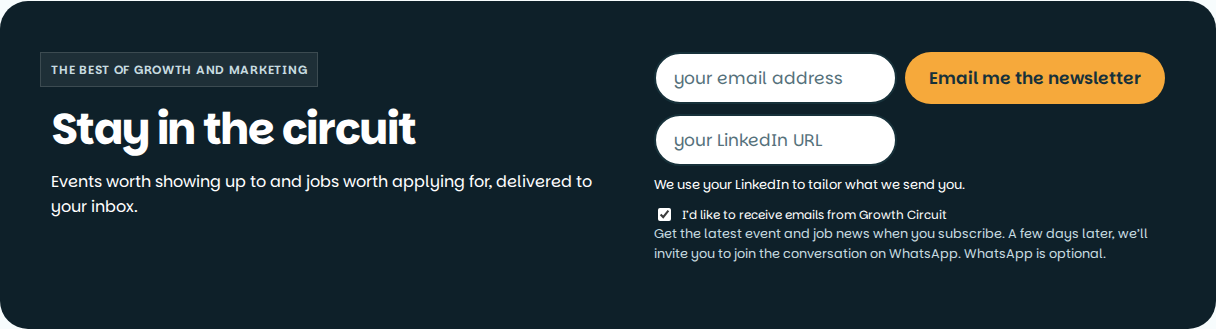 THE BEST OF GROWTH AND MARKETING
Stay in the circuit
Events worth showing up to and jobs worth applying for, delivered to
your inbox.
your email address
Email me the newsletter
your LinkedIn URL
We use your LinkedIn to tailor what we send you.
I'd like to receive emails from Growth Circuit
Get the latest event and job news when you subscribe. A few days later, we'll
invite you to join the conversation on WhatsApp. WhatsApp is optional.